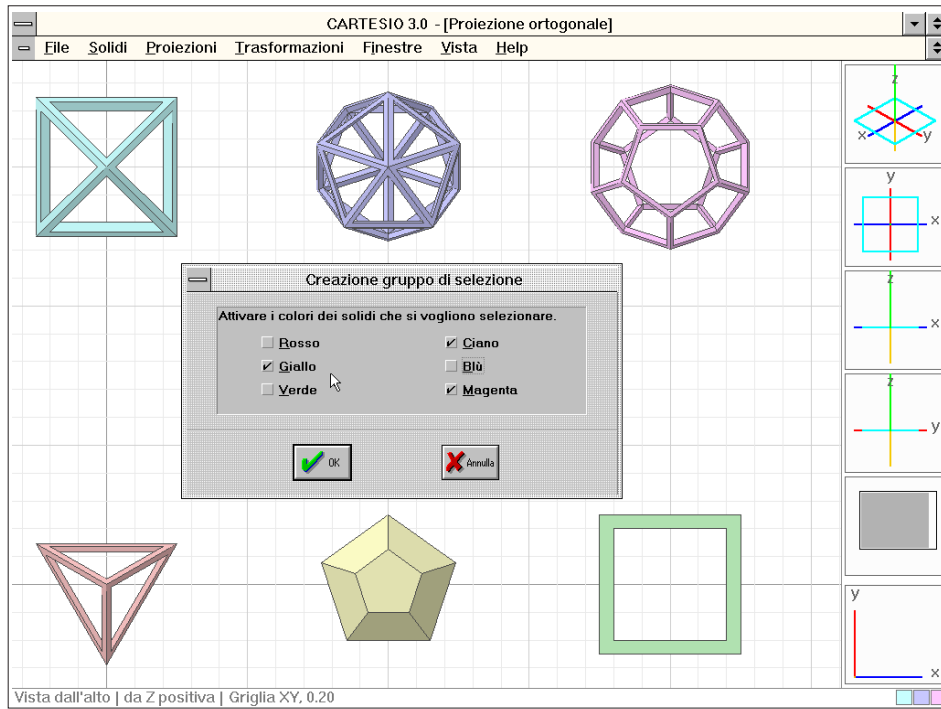 CARTESIO 3.0 - [Proiezione ortogonale]
File Solidi Proiezioni Trasformazioni Finestre Vista Help
z
x y
y
x
z
x
z
y
y
x
Creazione gruppo di selezione
Attivare i colori dei solidi che si vogliono selezionare.
Rosso Ciano
Giallo Blù
Verde Magenta
OK Annulla
Vista dall'alto | da Z positiva | Griglia XY, 0.20